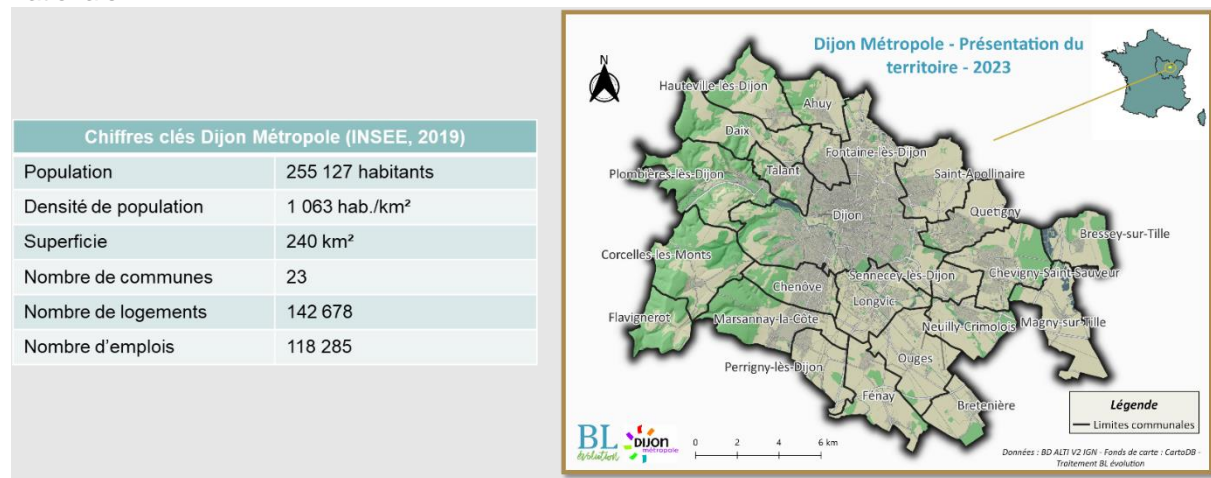 Chiffres clés Dijon Métropole (INSEE, 2019)
Population 255 127 habitants
Densité de population 1 063 hab./km²
Superficie 240 km²
Nombre de communes 23
Nombre de logements 142 678
Nombre d'emplois 118 285
Dijon Métropole - Présentation du
territoire - 2023
N
Hauteville-lès-Dijon
Ahuy
Daix
Fontaine-lès-Dijon
Plombières-lès-Dijon
Talant
Saint-Apollinaire
Dijon
Quetigny
Bressey-sur-Tille
Corcelles-les-Monts
Sennecey-lès-Dijon
Chevigny-Saint-Sauveur
Chenôve
Longvic
Flavignerot
Marsannay-la-Côte
Neuilly-Crimolois
Magny-sur-Tille
Perrigny-lès-Dijon
Ouges
Fénay
Bretenière
Légende
Limites communales
BL
évolution
DIJON
métropole
0 2 4 6 km
Données : BD ALTI V2 IGN - Fonds de carte : CartoDB -
Traitement BL évolution